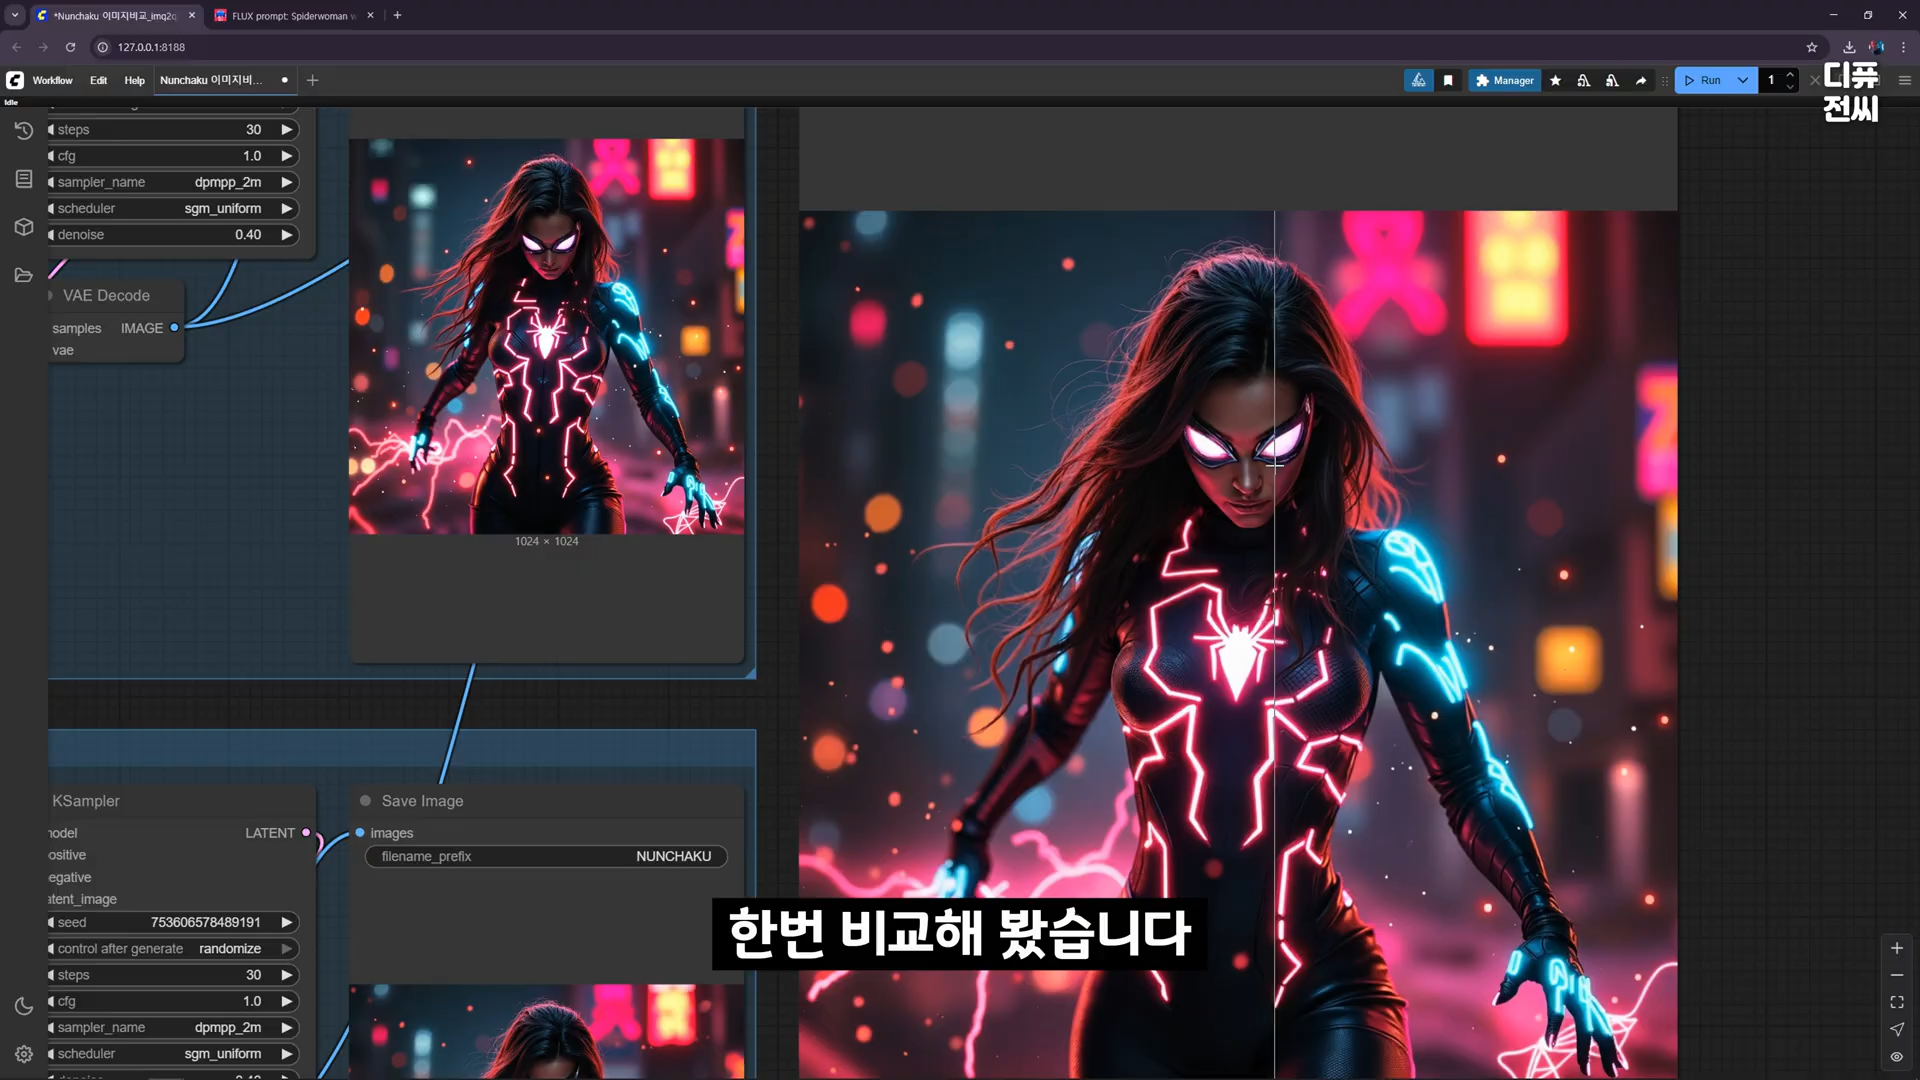 *Nunchaku 이미지비교_img2
FLUX prompt: Spiderwoman
127.0.0.1:8188
Workflow
Edit
Help
Nunchaku 이미지비...
Manager
Run
1
디퓨
전씨
Idle
steps 30
cfg 1.0
sampler_name dpmpp_2m
scheduler sgm_uniform
denoise 0.40
VAE Decode
samples IMAGE
vae
1024 × 1024
KSampler
LATENT
ositive
egative
atent_image
seed 753606578489191
control after generate randomize
steps 30
cfg 1.0
sampler_name dpmpp_2m
scheduler sgm_uniform
Save Image
images
filename_prefix NUNCHAKU
한번 비교해 봤습니다